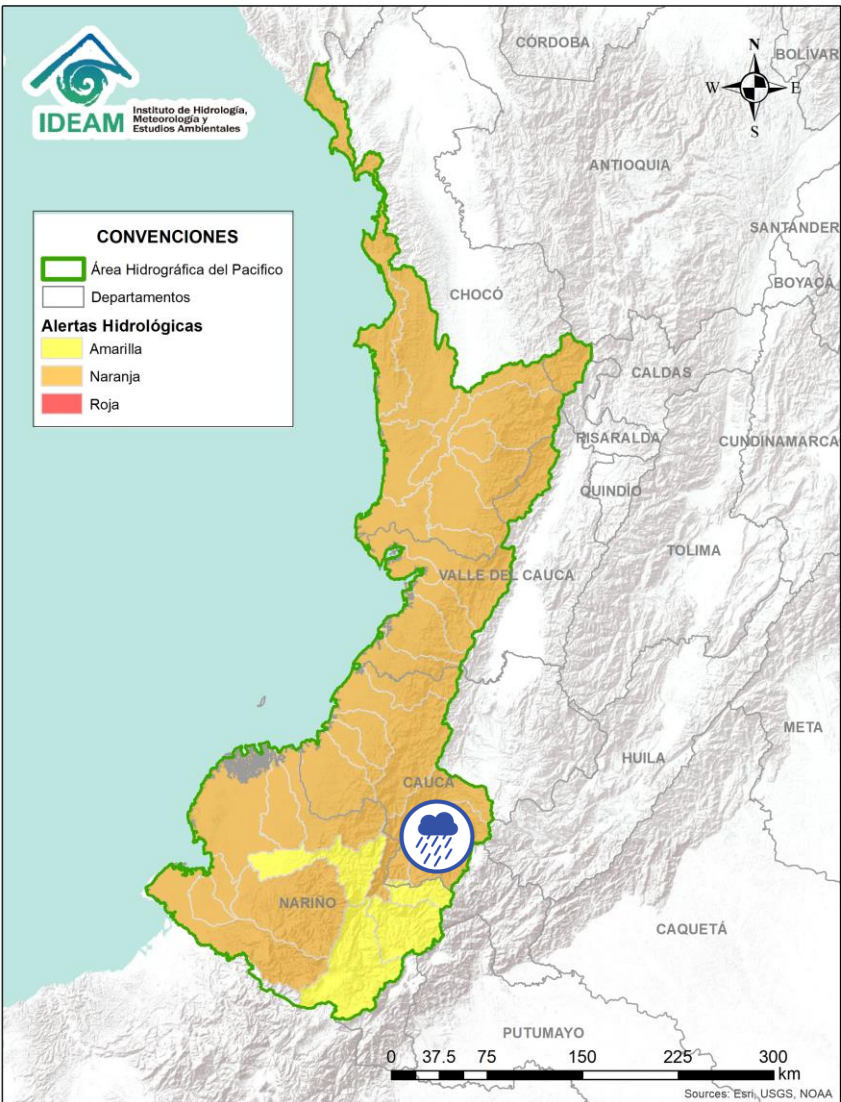 IDEAM
Instituto de Hidrología,
Meteorología y
Estudios Ambientales
N
W
E
S
CONVENCIONES
Área Hidrográfica del Pacifico
Departamentos
Alertas Hidrológicas
Amarilla
Naranja
Roja
CÓRDOBA
BOLÍVAR
ANTIOQUIA
SANTANDER
BOYACÁ
CHOCÓ
CALDAS
RISARALDA
CUNDINAMARCA
QUINDÍO
TOLIMA
VALLE DEL CAUCA
META
HUILA
CAUCA
NARIÑO
CAQUETÁ
PUTUMAYO
0 37.5 75 150 225 300
km
Sources: Esri, USGS, NOAA